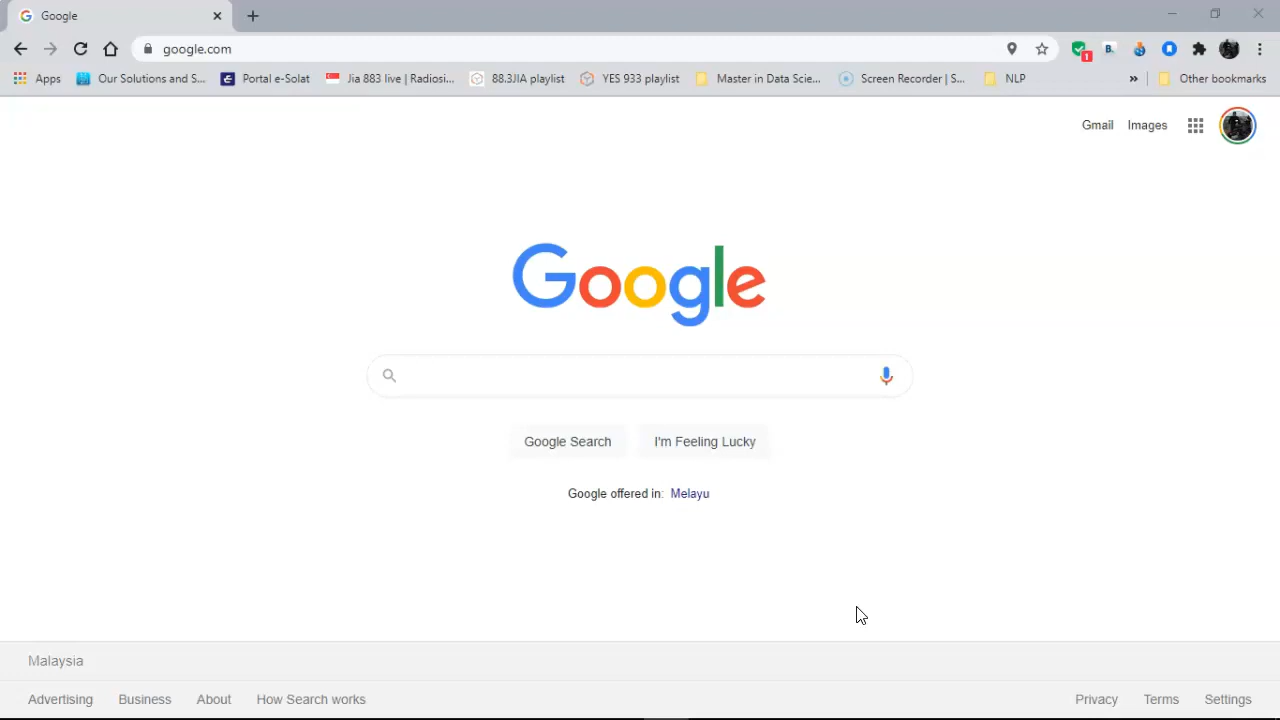 Google
google.com
1
B.
Apps Our Solutions and S... Portal e-Solat Jia 883 live | Radiosi... 88.3JIA playlist YES 933 playlist Master in Data Scie... Screen Recorder | S... NLP » Other bookmarks
Gmail Images
Google
Google Search I'm Feeling Lucky
Google offered in: Melayu
Malaysia
Advertising Business About How Search works Privacy Terms Settings